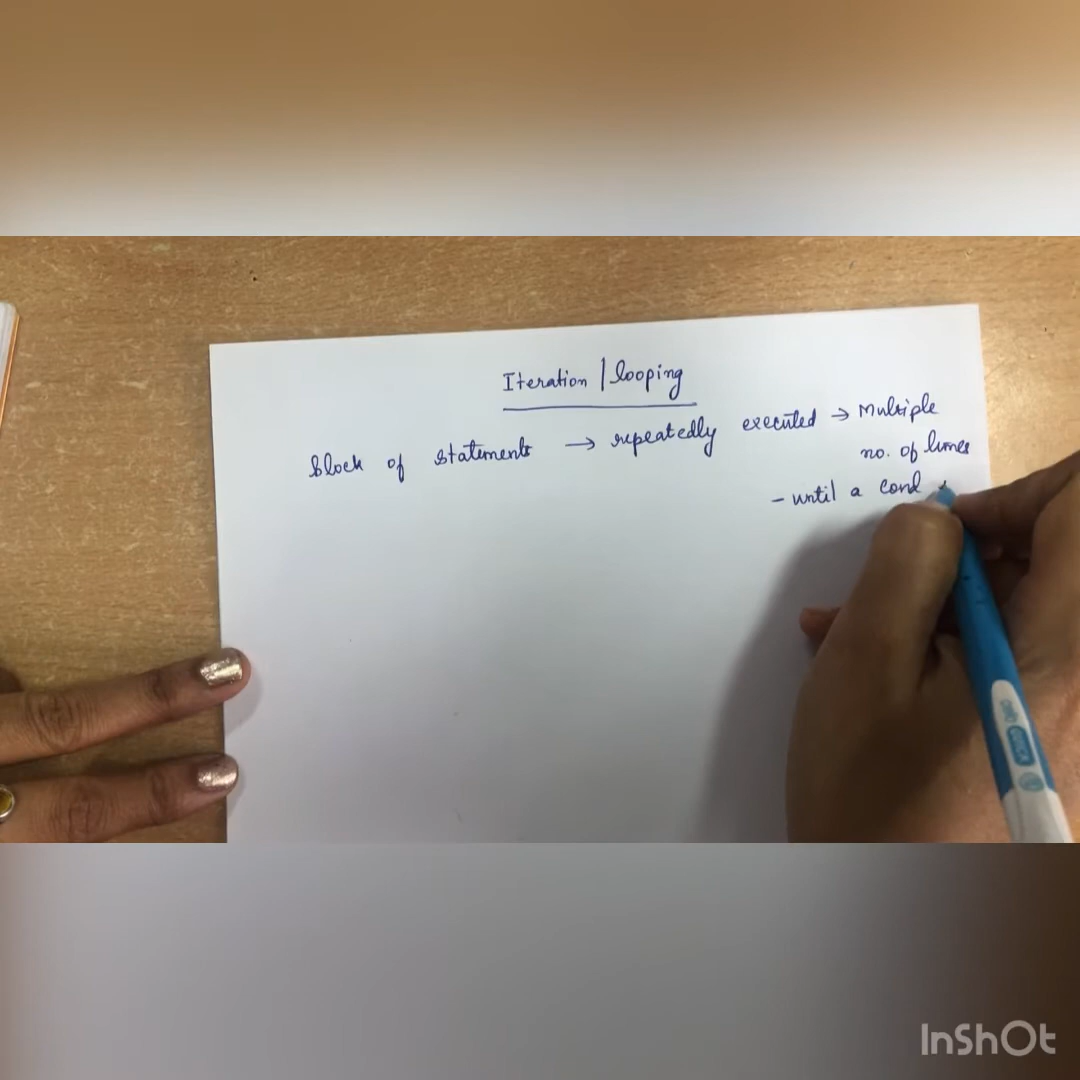 Iteration | looping
block of statements → repeatedly executed → Multiple
no. of times
- until a cond
InShOt